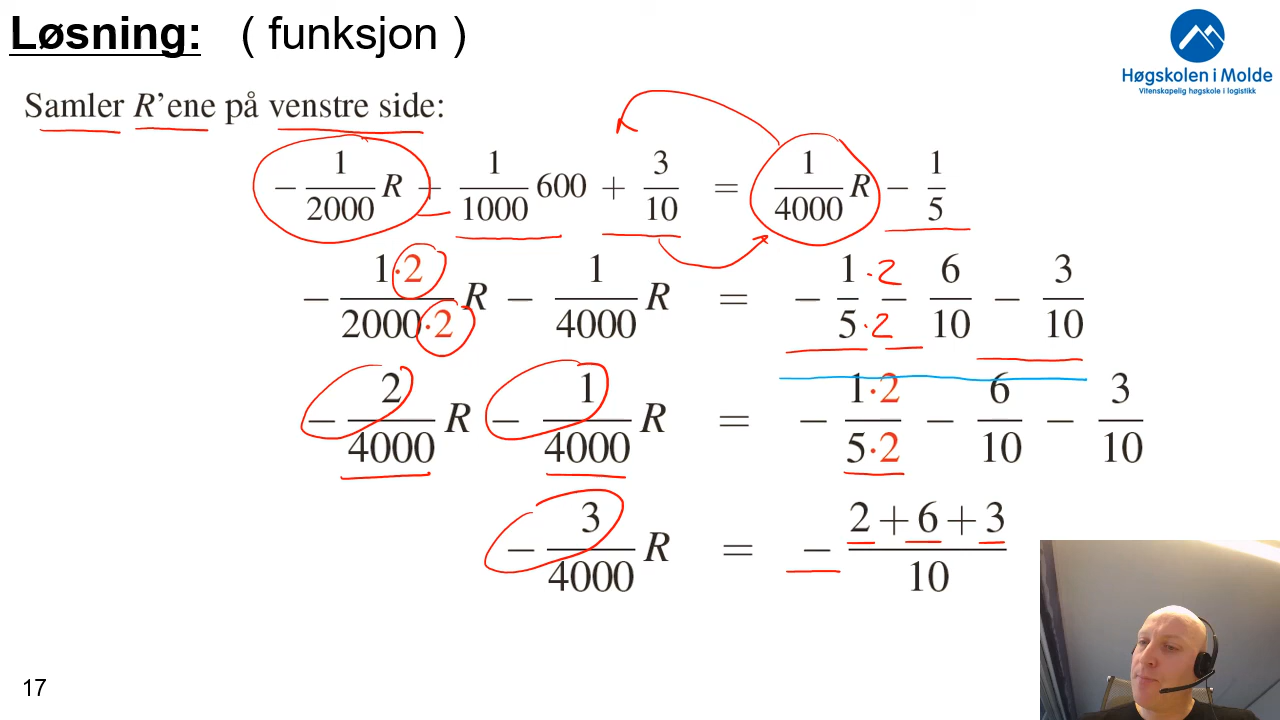 Løsning: ( funksjon )
Høgskolen i Molde
Vitenskapelig høgskole i logistikk
Samler R’ene på venstre side:
− 1/2000 R + 1/1000 600 + 3/10 = 1/4000 R − 1/5
− 1·2/2000·2 R − 1/4000 R = − 1·2/5·2 − 6/10 − 3/10
− 2/4000 R − 1/4000 R = − 1·2/5·2 − 6/10 − 3/10
− 3/4000 R = − 2+6+3/10
17